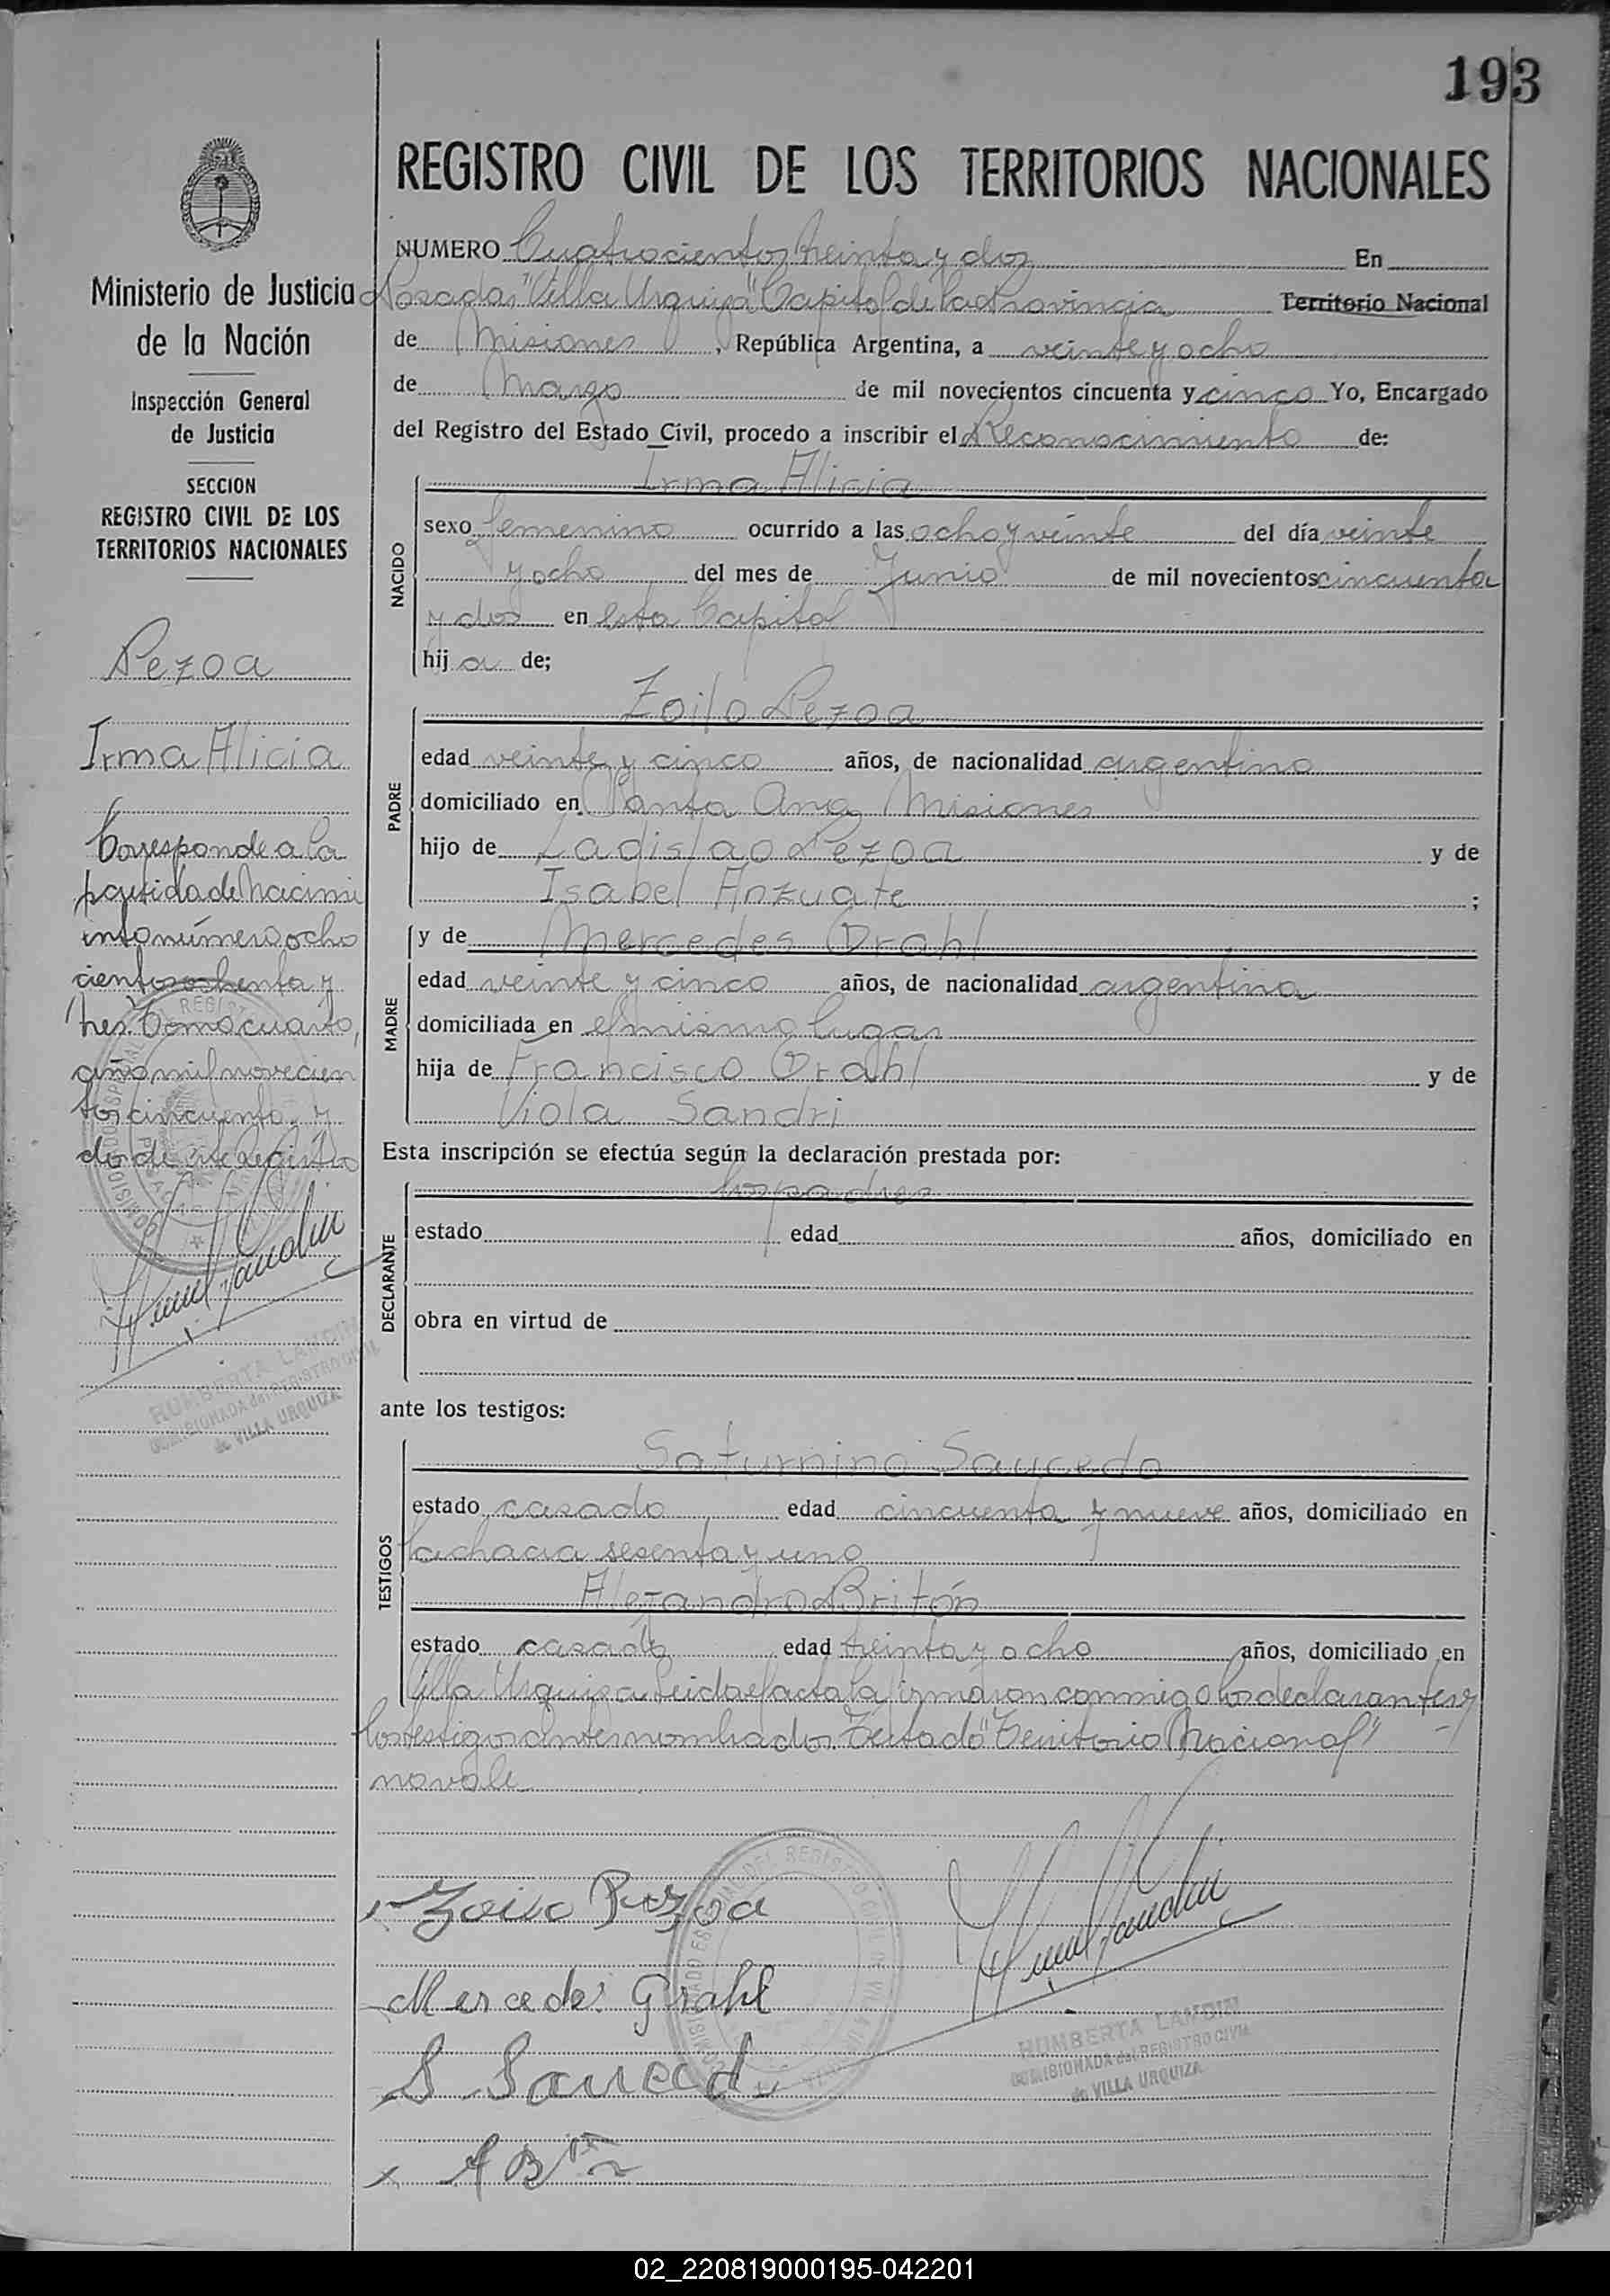 193
REGISTRO CIVIL DE LOS TERRITORIOS NACIONALES
NUMERO Cuatrocientos treinta y dos En
Posadas, "Villa Urquiza" Capital de la Provincia Territorio Nacional
de Misiones, República Argentina, a veinte y ocho
de Marzo de mil novecientos cincuenta y cinco Yo, Encargado
del Registro del Estado Civil, procedo a inscribir el Reconocimiento de:
NACIDO
Irma Alicia
sexo femenino ocurrido a las ocho y veinte del día veinte
y ocho del mes de Junio de mil novecientos cincuenta
y dos en esta Capital
hij a de;
PADRE
Zoilo Pezoa
edad veinte y cinco años, de nacionalidad argentino
domiciliado en Santa Ana Misiones
hijo de Ladislao Pezoa y de
Isabel Anzuate ;
MADRE
y de Mercedes Grahl
edad veinte y cinco años, de nacionalidad argentina
domiciliada en el mismo lugar
hija de Francisco Grahl y de
Viola Sandri
Esta inscripción se efectúa según la declaración prestada por:
DECLARANTE
los padres
estado edad años, domiciliado en
obra en virtud de
ante los testigos:
TESTIGOS
Saturnino Saucedo
estado casado edad cincuenta y nueve años, domiciliado en
sesenta y uno
Alejandro Britón
estado casado edad treinta y ocho años, domiciliado en
Villa Urquiza Leida el acta la firmaron conmigo los declarantes y
los testigos antes nombrados. Testado "Territorio Nacional"
no vale
Zoilo Pezoa
Mercedes Grahl
S Saucedo
HUMBERTA LANDIN
COMISIONADA del REGISTRO CIVIL
de VILLA URQUIZA
Ministerio de Justicia
de la Nación
Inspección General
de Justicia
SECCION
REGISTRO CIVIL DE LOS
TERRITORIOS NACIONALES
Pezoa
Irma Alicia
Corresponde a la
partida de Nacimi
ento número ocho
cientos ochenta y
tres. Tomo cuarto,
año mil novecien
tos cincuenta y
dos de este Registro
HUMBERTA LANDIN
COMISIONADA del REGISTRO CIVIL
de VILLA URQUIZA
02_220819000195-042201